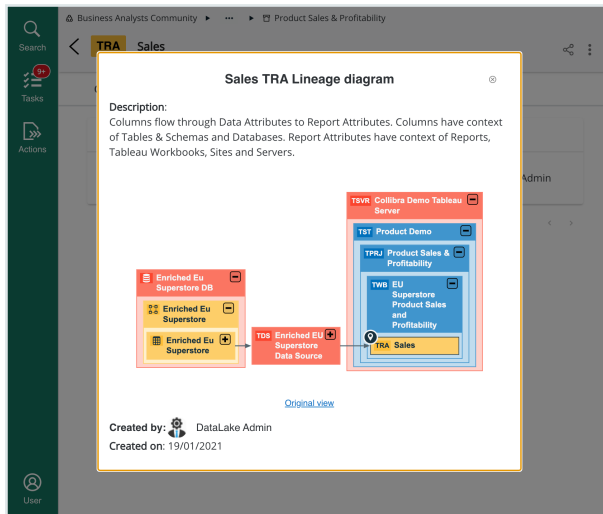 Business Analysts Community ▸ ··· ▸ Product Sales & Profitability
Search
TRA Sales
9+
Tasks
Actions
Sales TRA Lineage diagram
Description:
Columns flow through Data Attributes to Report Attributes. Columns have context
of Tables & Schemas and Databases. Report Attributes have context of Reports,
Tableau Workbooks, Sites and Servers.
Admin
TSVR Collibra Demo Tableau
Server
TST Product Demo
TPRJ Product Sales &
Profitability
TWB EU
Superstore
Product Sales
and
Profitability
TRA Sales
Enriched Eu
Superstore DB
Enriched Eu
Superstore
Enriched Eu
Superstore
TDS Enriched EU
Superstore
Data Source
Original view
Created by: DataLake Admin
Created on: 19/01/2021
User